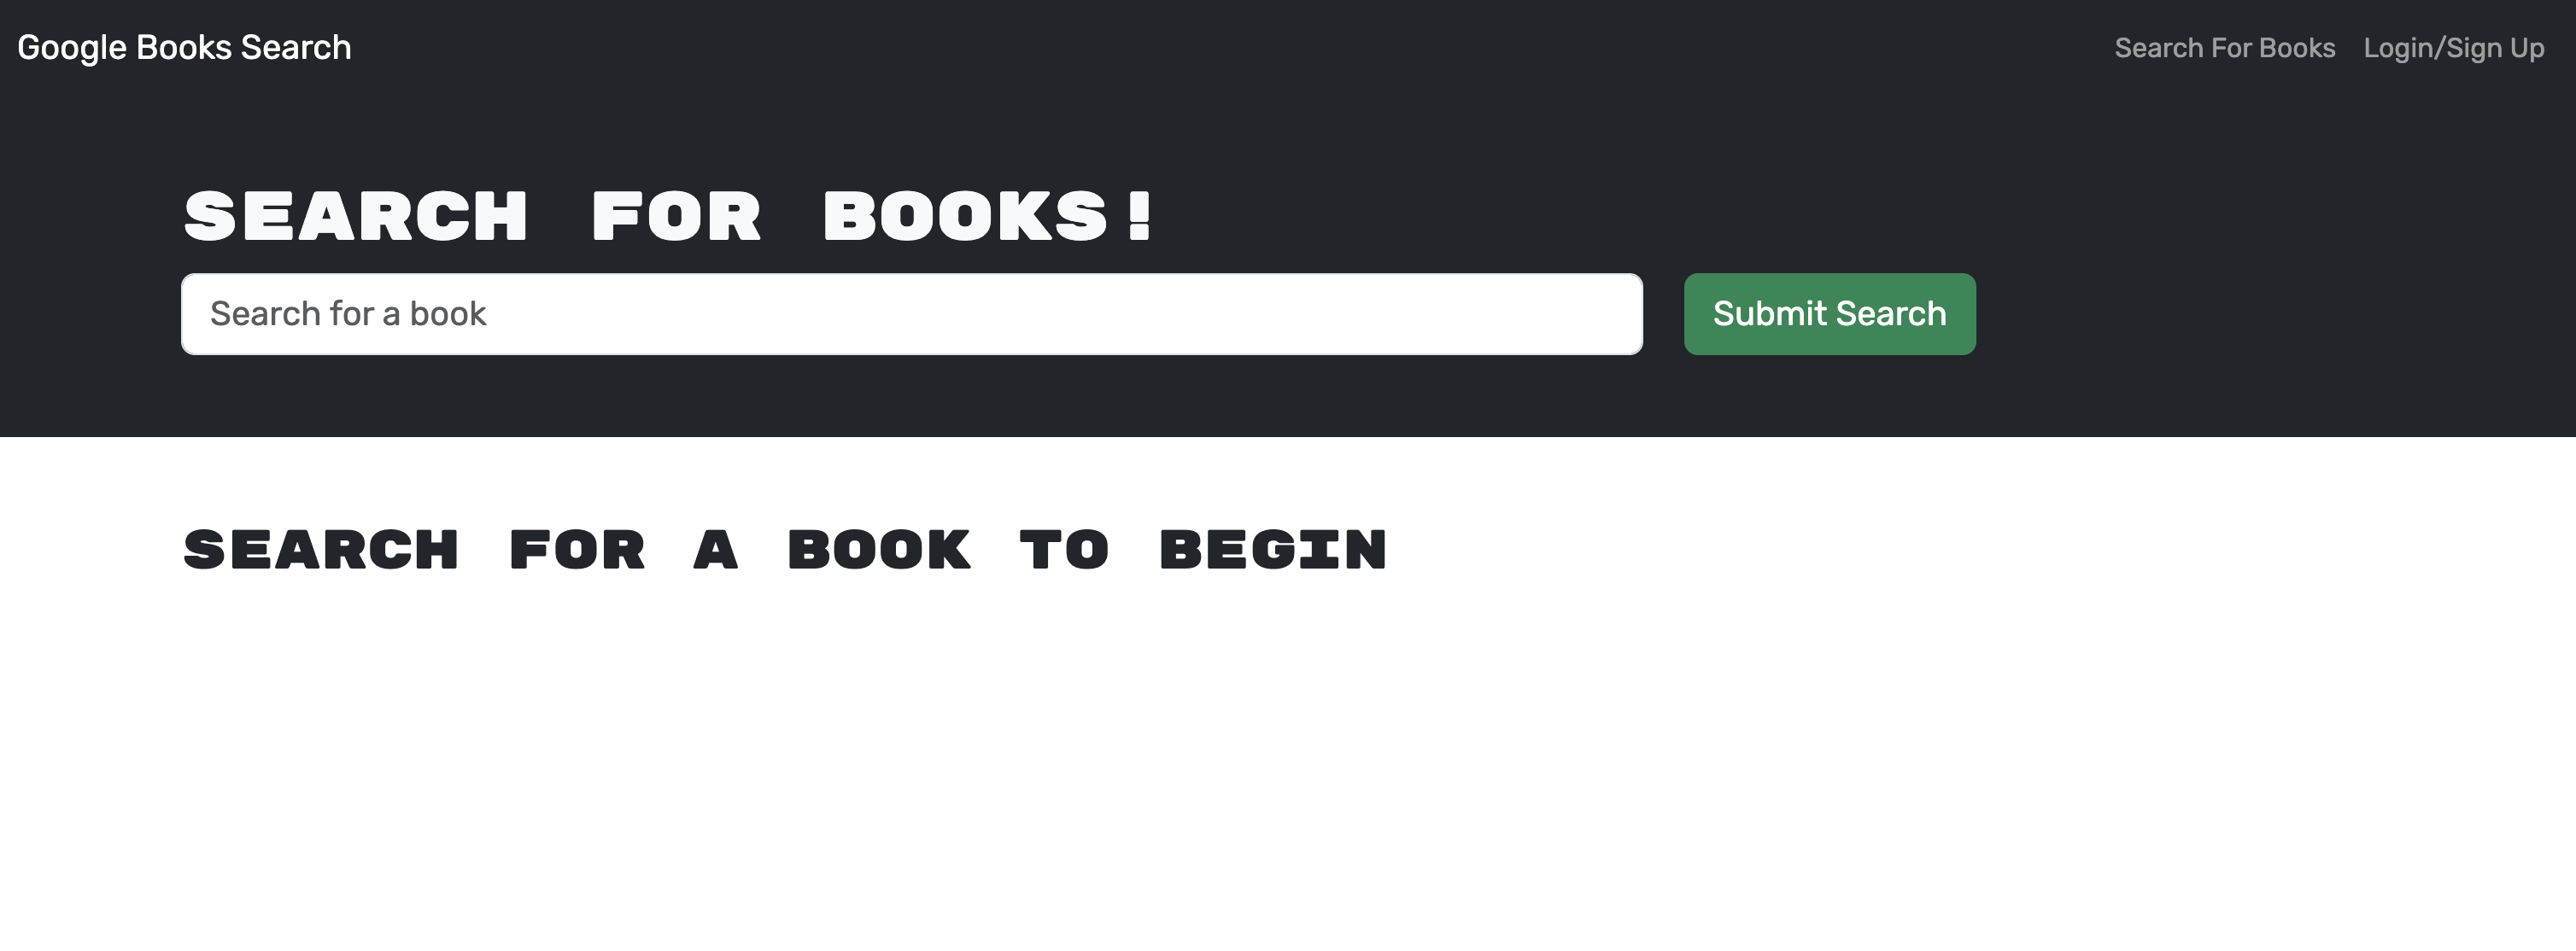 Google Books Search
Search For Books
Login/Sign Up
SEARCH FOR BOOKS!
Search for a book
Submit Search
SEARCH FOR A BOOK TO BEGIN